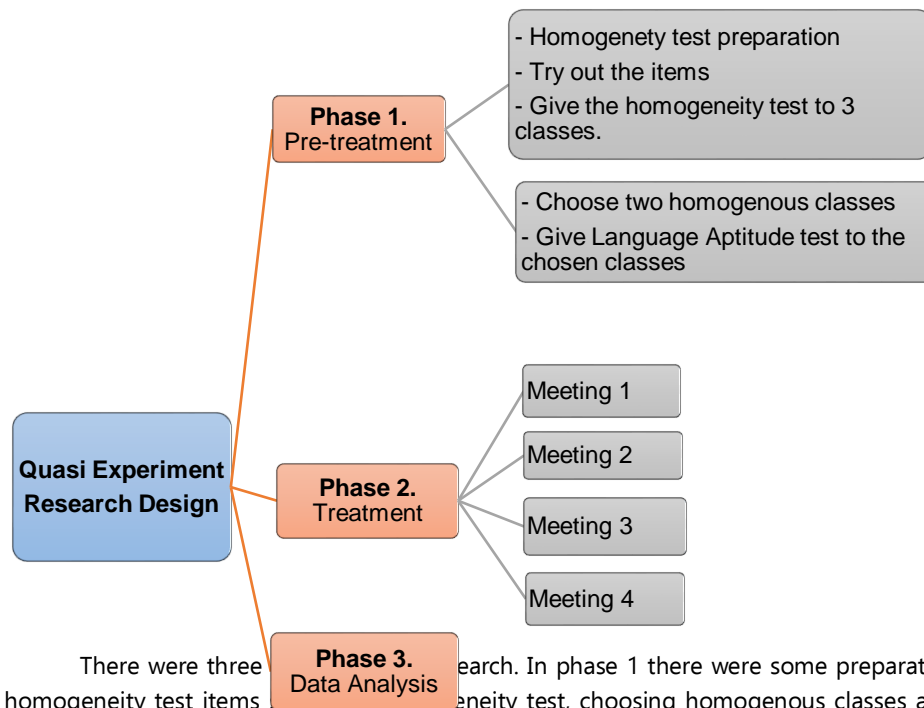 - Homogenety test preparation
- Try out the items
- Give the homogeneity test to 3
classes.
Phase 1.
Pre-treatment
- Choose two homogenous classes
- Give Language Aptitude test to the
chosen classes
Meeting 1
Quasi Experiment
Research Design
Meeting 2
Phase 2.
Treatment
Meeting 3
Meeting 4
Phase 3.
Data Analysis
There were three earch. In phase 1 there were some preparat
homogeneity test items eneity test, choosing homogenous classes a